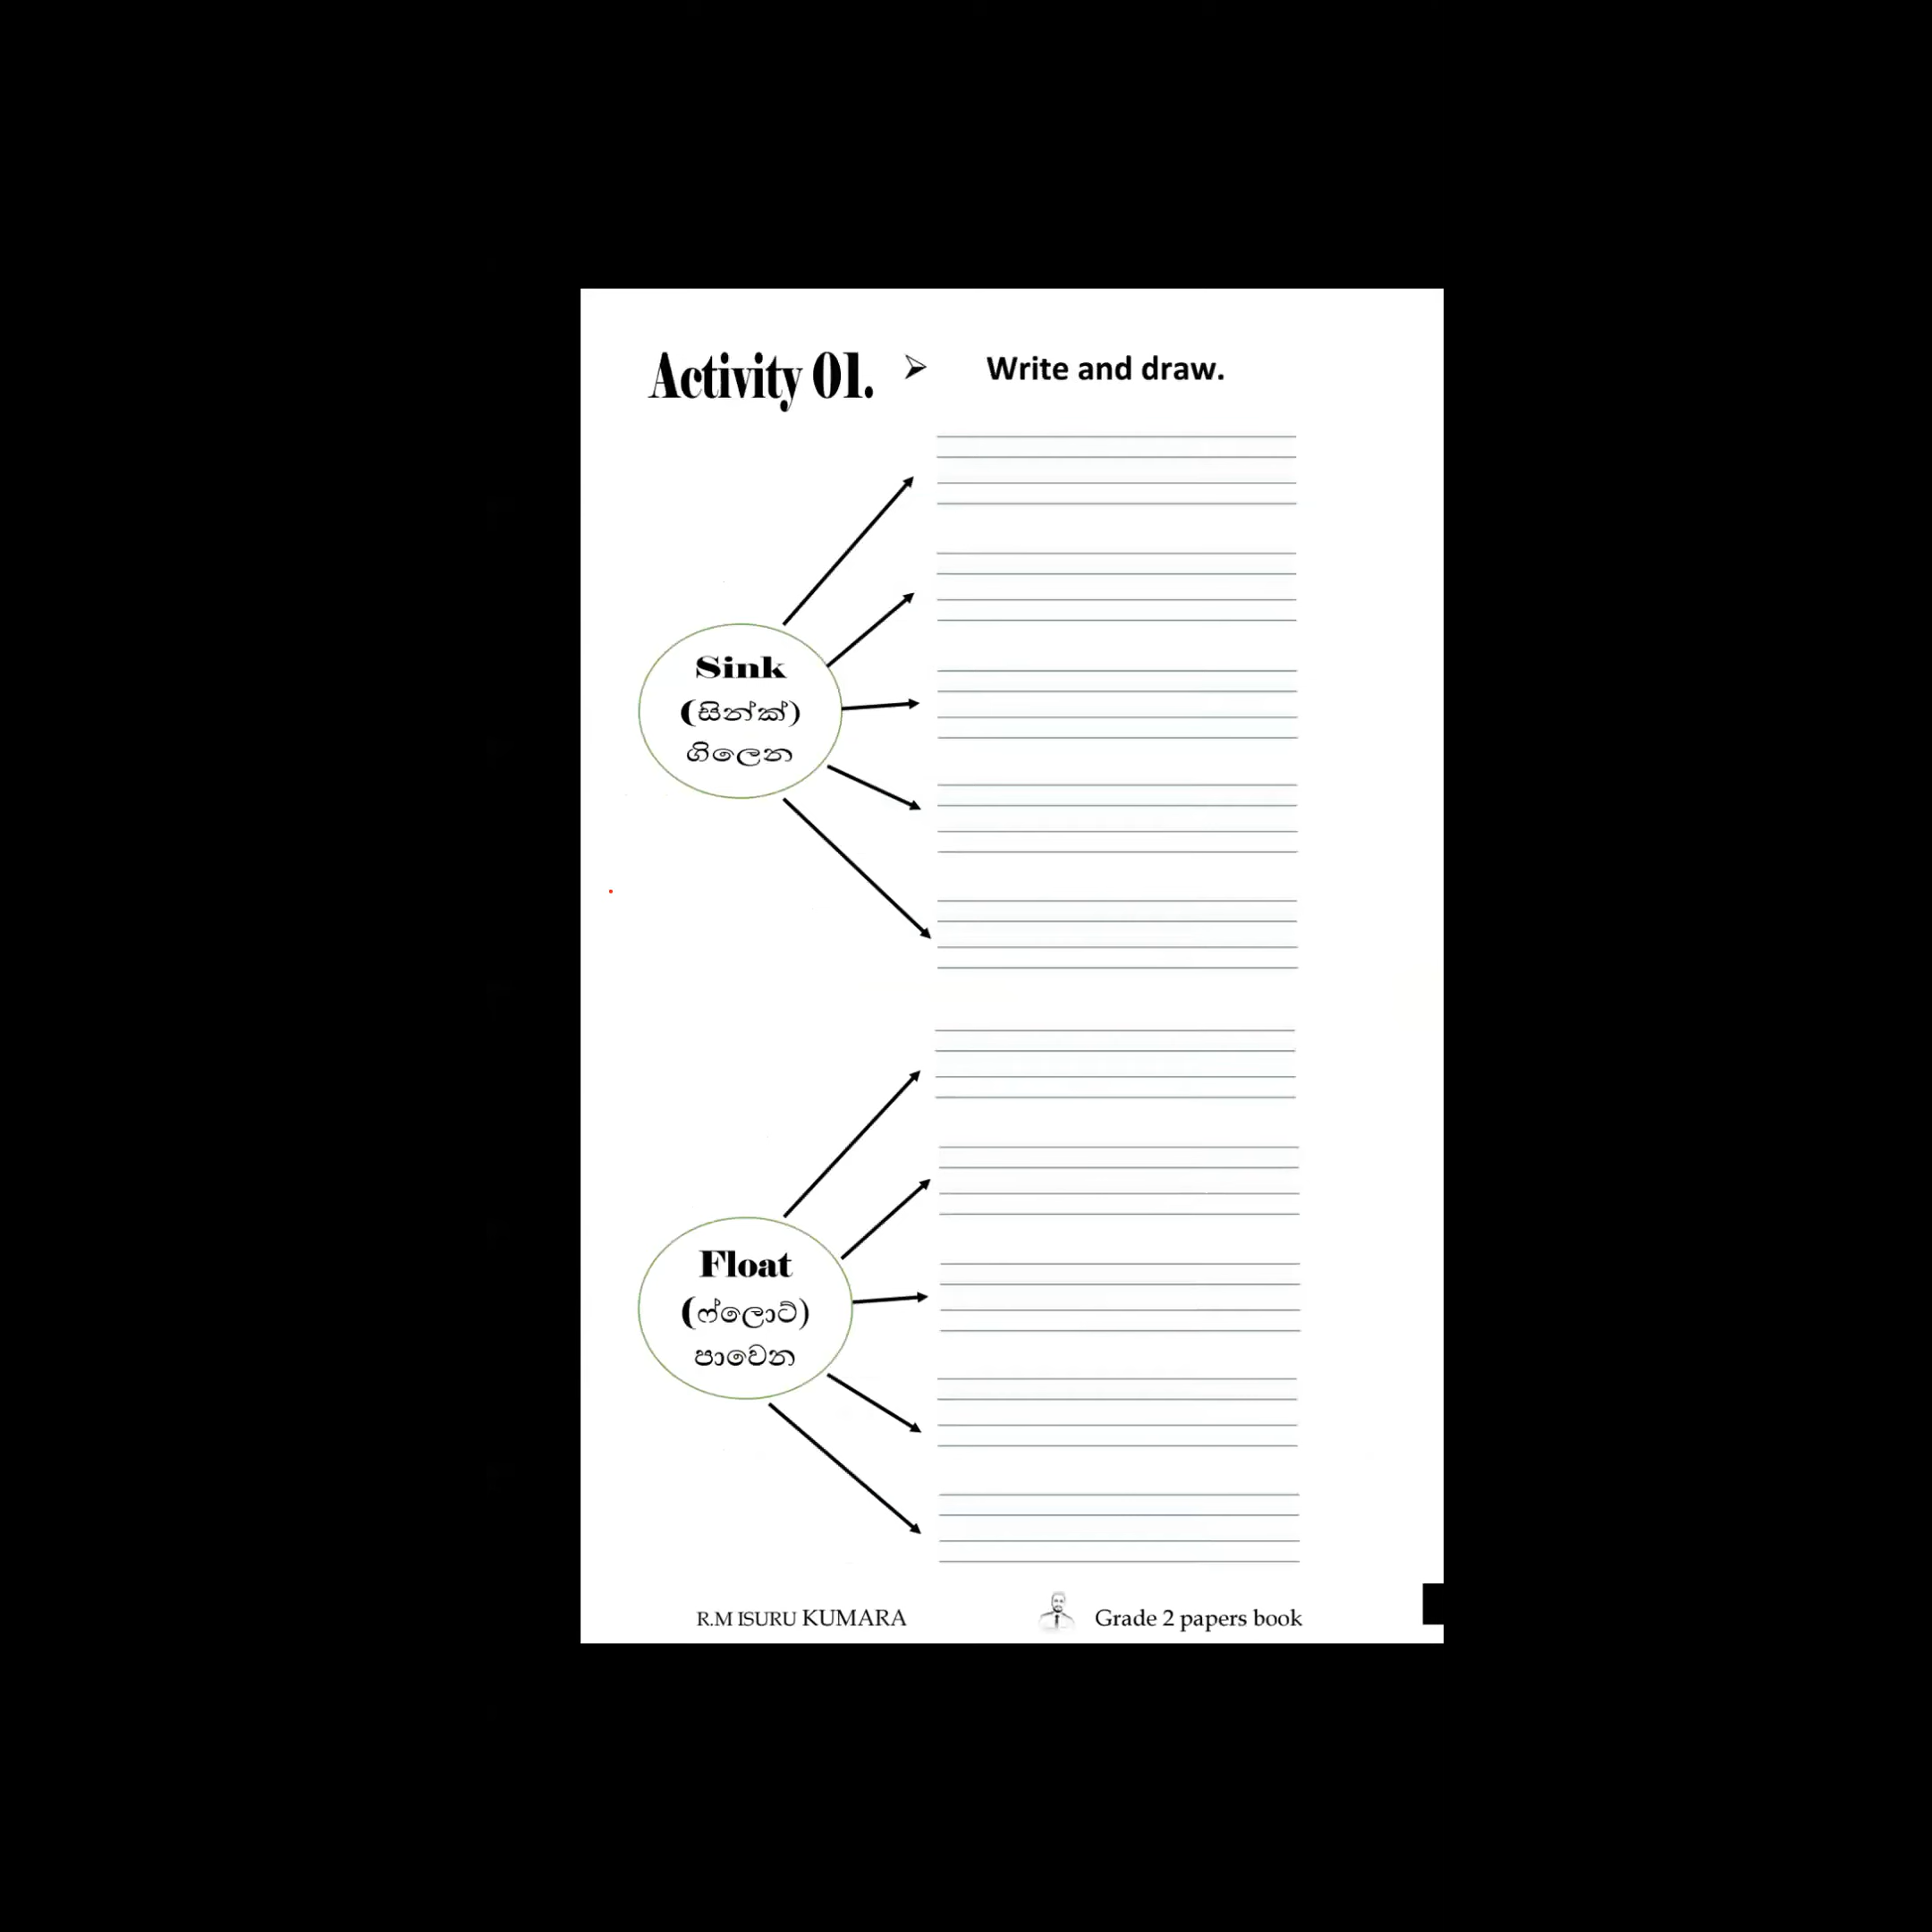 Activity 01. ➢ Write and draw.
Sink
(සින්ක්)
ගිලෙන
Float
(ෆ්ලොට්)
පාවෙන
R.M ISURU KUMARA Grade 2 papers book